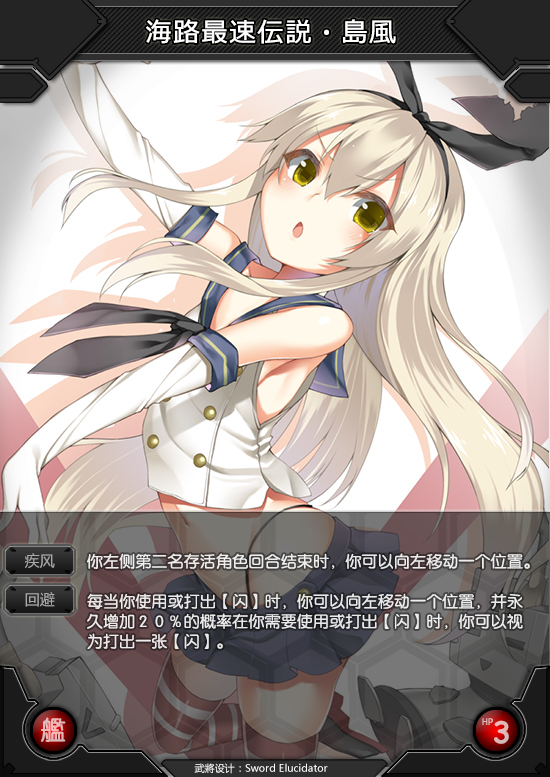 海路最速伝説・島風
疾风
你左侧第二名存活角色回合结束时，你可以向左移动一个位置。
回避
每当你使用或打出【闪】时，你可以向左移动一个位置，并永
久增加２０％的概率在你需要使用或打出【闪】时，你可以视
为打出一张【闪】。
艦
HP 3
武將设计：Sword Elucidator